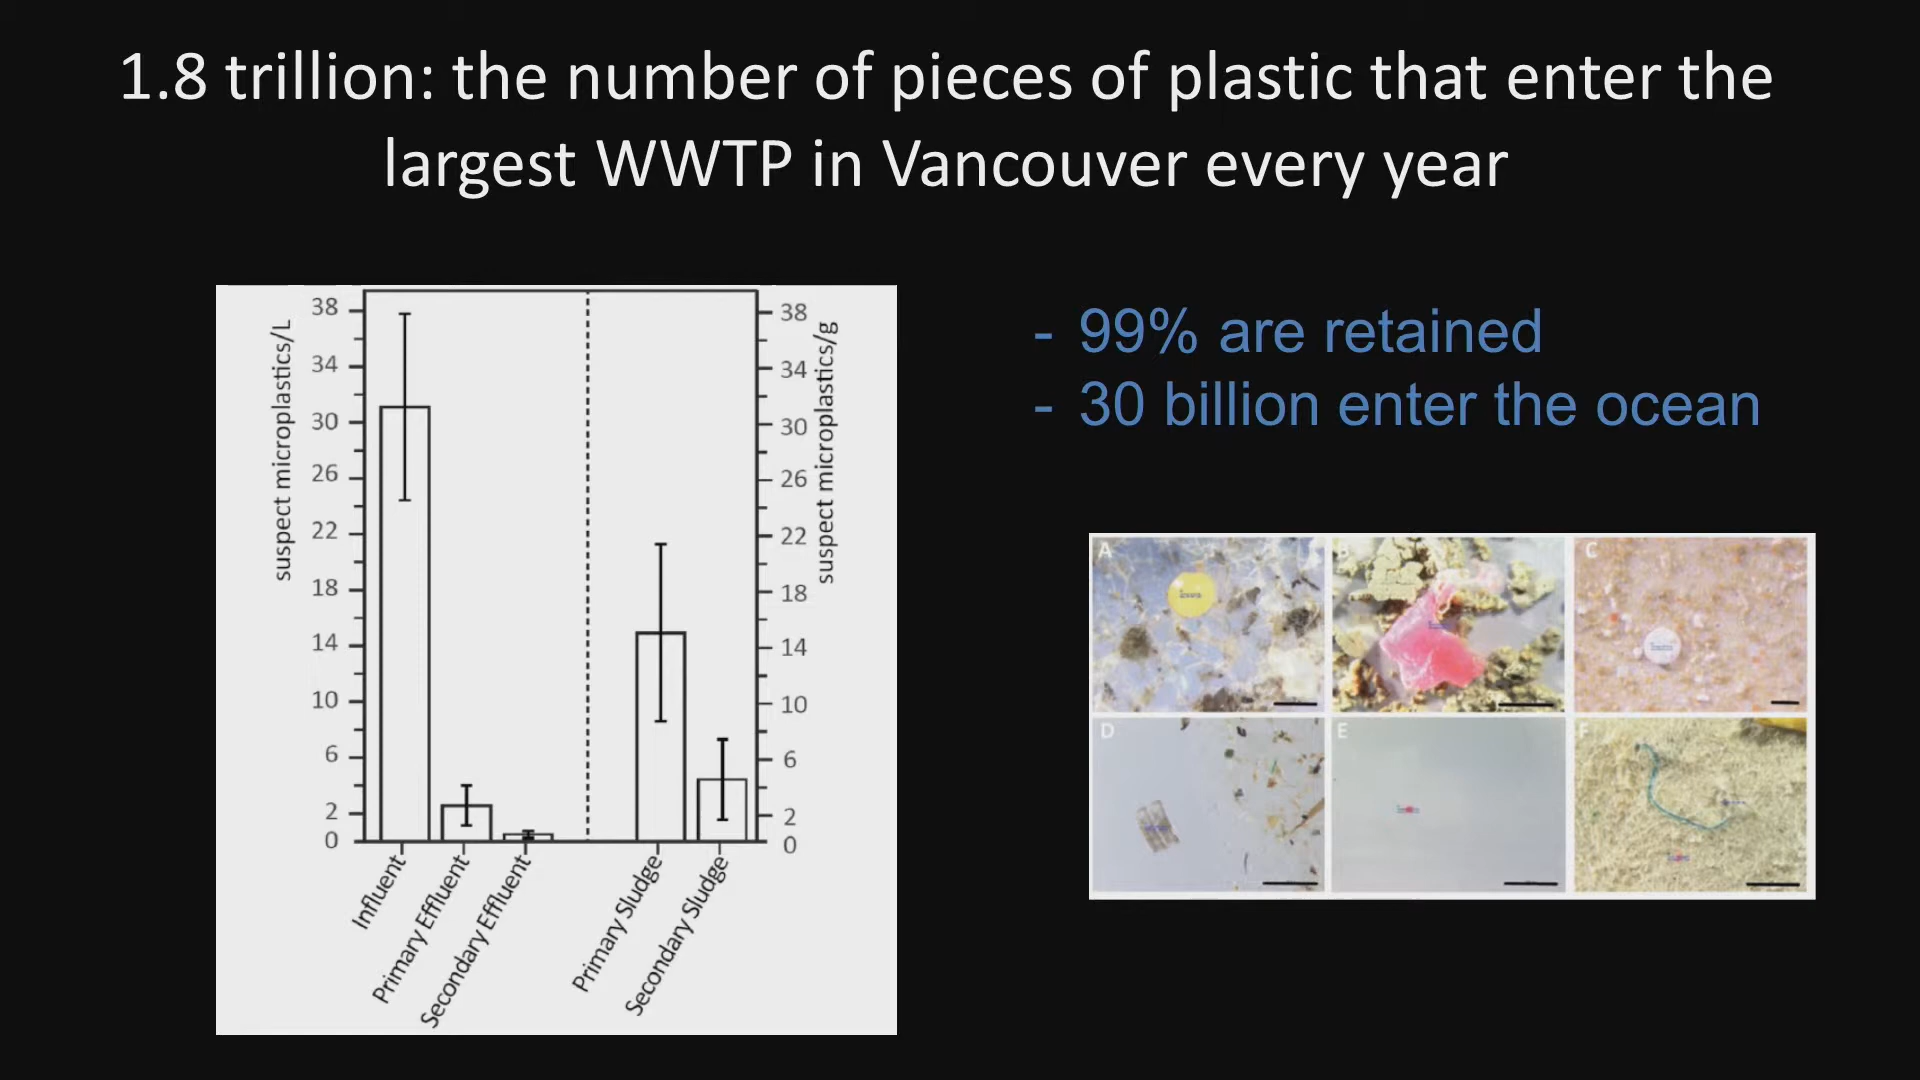 1.8 trillion: the number of pieces of plastic that enter the
largest WWTP in Vancouver every year
- 99% are retained
- 30 billion enter the ocean
suspect microplastics/L
38
34
30
26
22
18
14
10
6
2
0
suspect microplastics/g
38
34
30
26
22
18
14
10
6
2
0
Influent
Primary Effluent
Secondary Effluent
Primary Sludge
Secondary Sludge
A
B
C
D
E
F